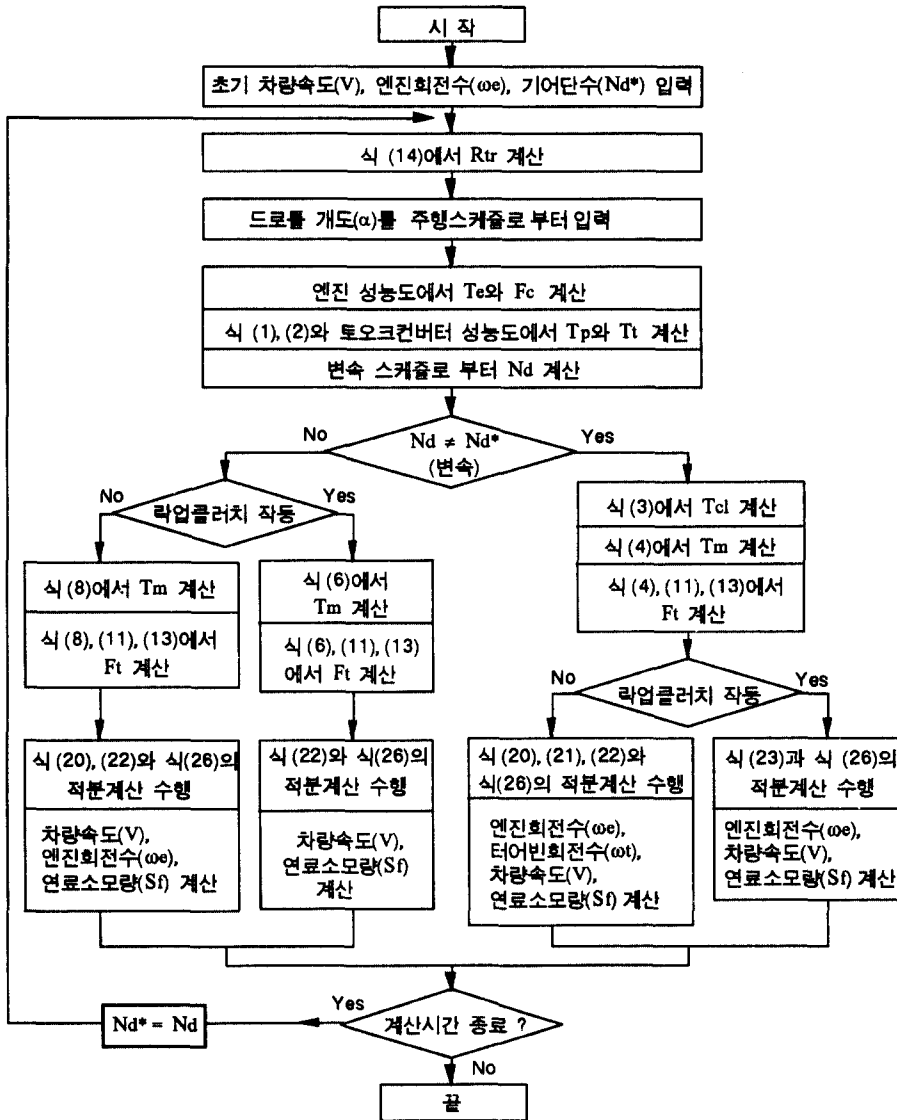 시 작
초기 차량속도(V), 엔진회전수(ωe), 기어단수(Nd*) 입력
식 (14)에서 Rtr 계산
드로틀 개도(α)를 주행스케줄로 부터 입력
엔진 성능도에서 Te와 Fc 계산
식 (1), (2)와 토오크컨버터 성능도에서 Tp와 Tt 계산
변속 스케줄로 부터 Nd 계산
No
Nd ≠ Nd*
(변속)
Yes
No
락업클러치 작동
Yes
식 (8)에서 Tm 계산
식 (8), (11), (13)에서
Ft 계산
식 (6)에서
Tm 계산
식 (6), (11), (13)
에서 Ft 계산
식 (3)에서 Tcl 계산
식 (4)에서 Tm 계산
식 (4), (11), (13)에서
Ft 계산
No
락업클러치 작동
Yes
식 (20), (22)와 식(26)의
적분계산 수행
차량속도(V),
엔진회전수(ωe),
연료소모량(Sf) 계산
식 (22)와 식(26)의
적분계산 수행
차량속도(V),
연료소모량(Sf)
계산
식 (20), (21), (22)와
식(26)의 적분계산 수행
엔진회전수(ωe),
터어빈회전수(ωt),
차량속도(V),
연료소모량(Sf) 계산
식 (23)과 식 (26)의
적분계산 수행
엔진회전수(ωe),
차량속도(V),
연료소모량(Sf) 계산
Nd* = Nd
Yes
계산시간 종료 ?
No
끝